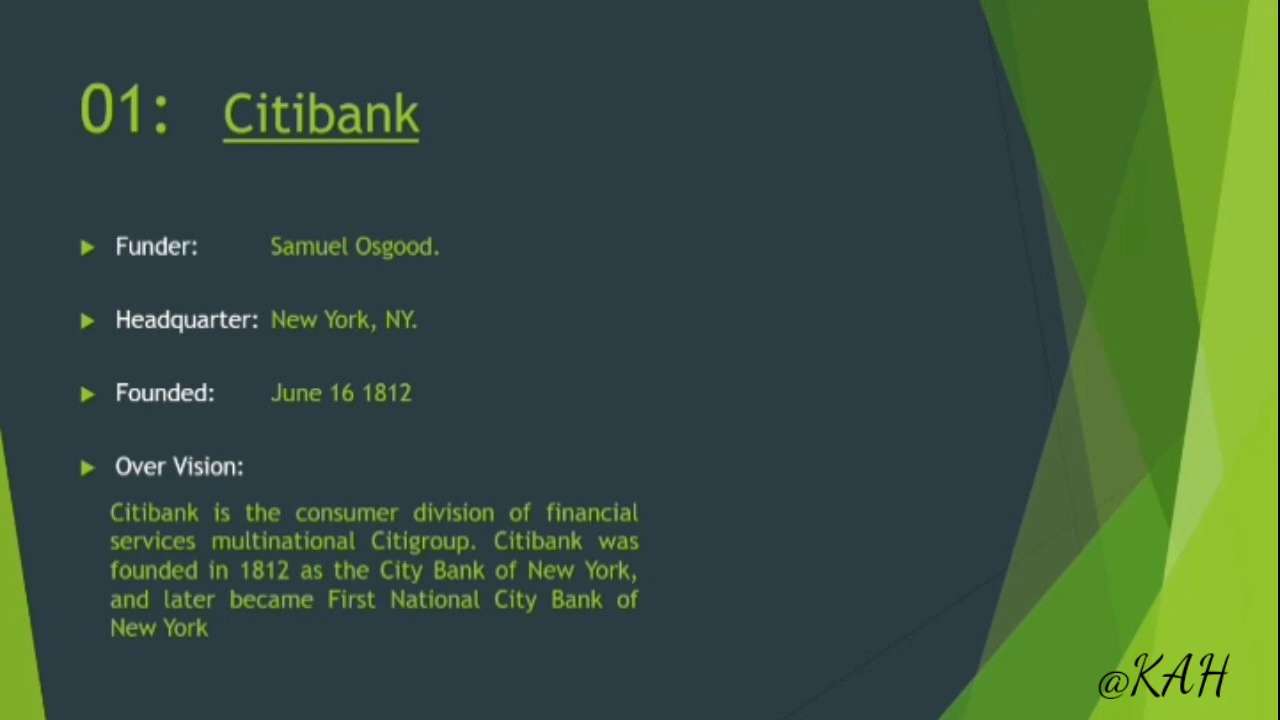 01: Citibank
Funder: Samuel Osgood.
Headquarter: New York, NY.
Founded: June 16 1812
Over Vision:
Citibank is the consumer division of financial
services multinational Citigroup. Citibank was
founded in 1812 as the City Bank of New York,
and later became First National City Bank of
New York
@KAH